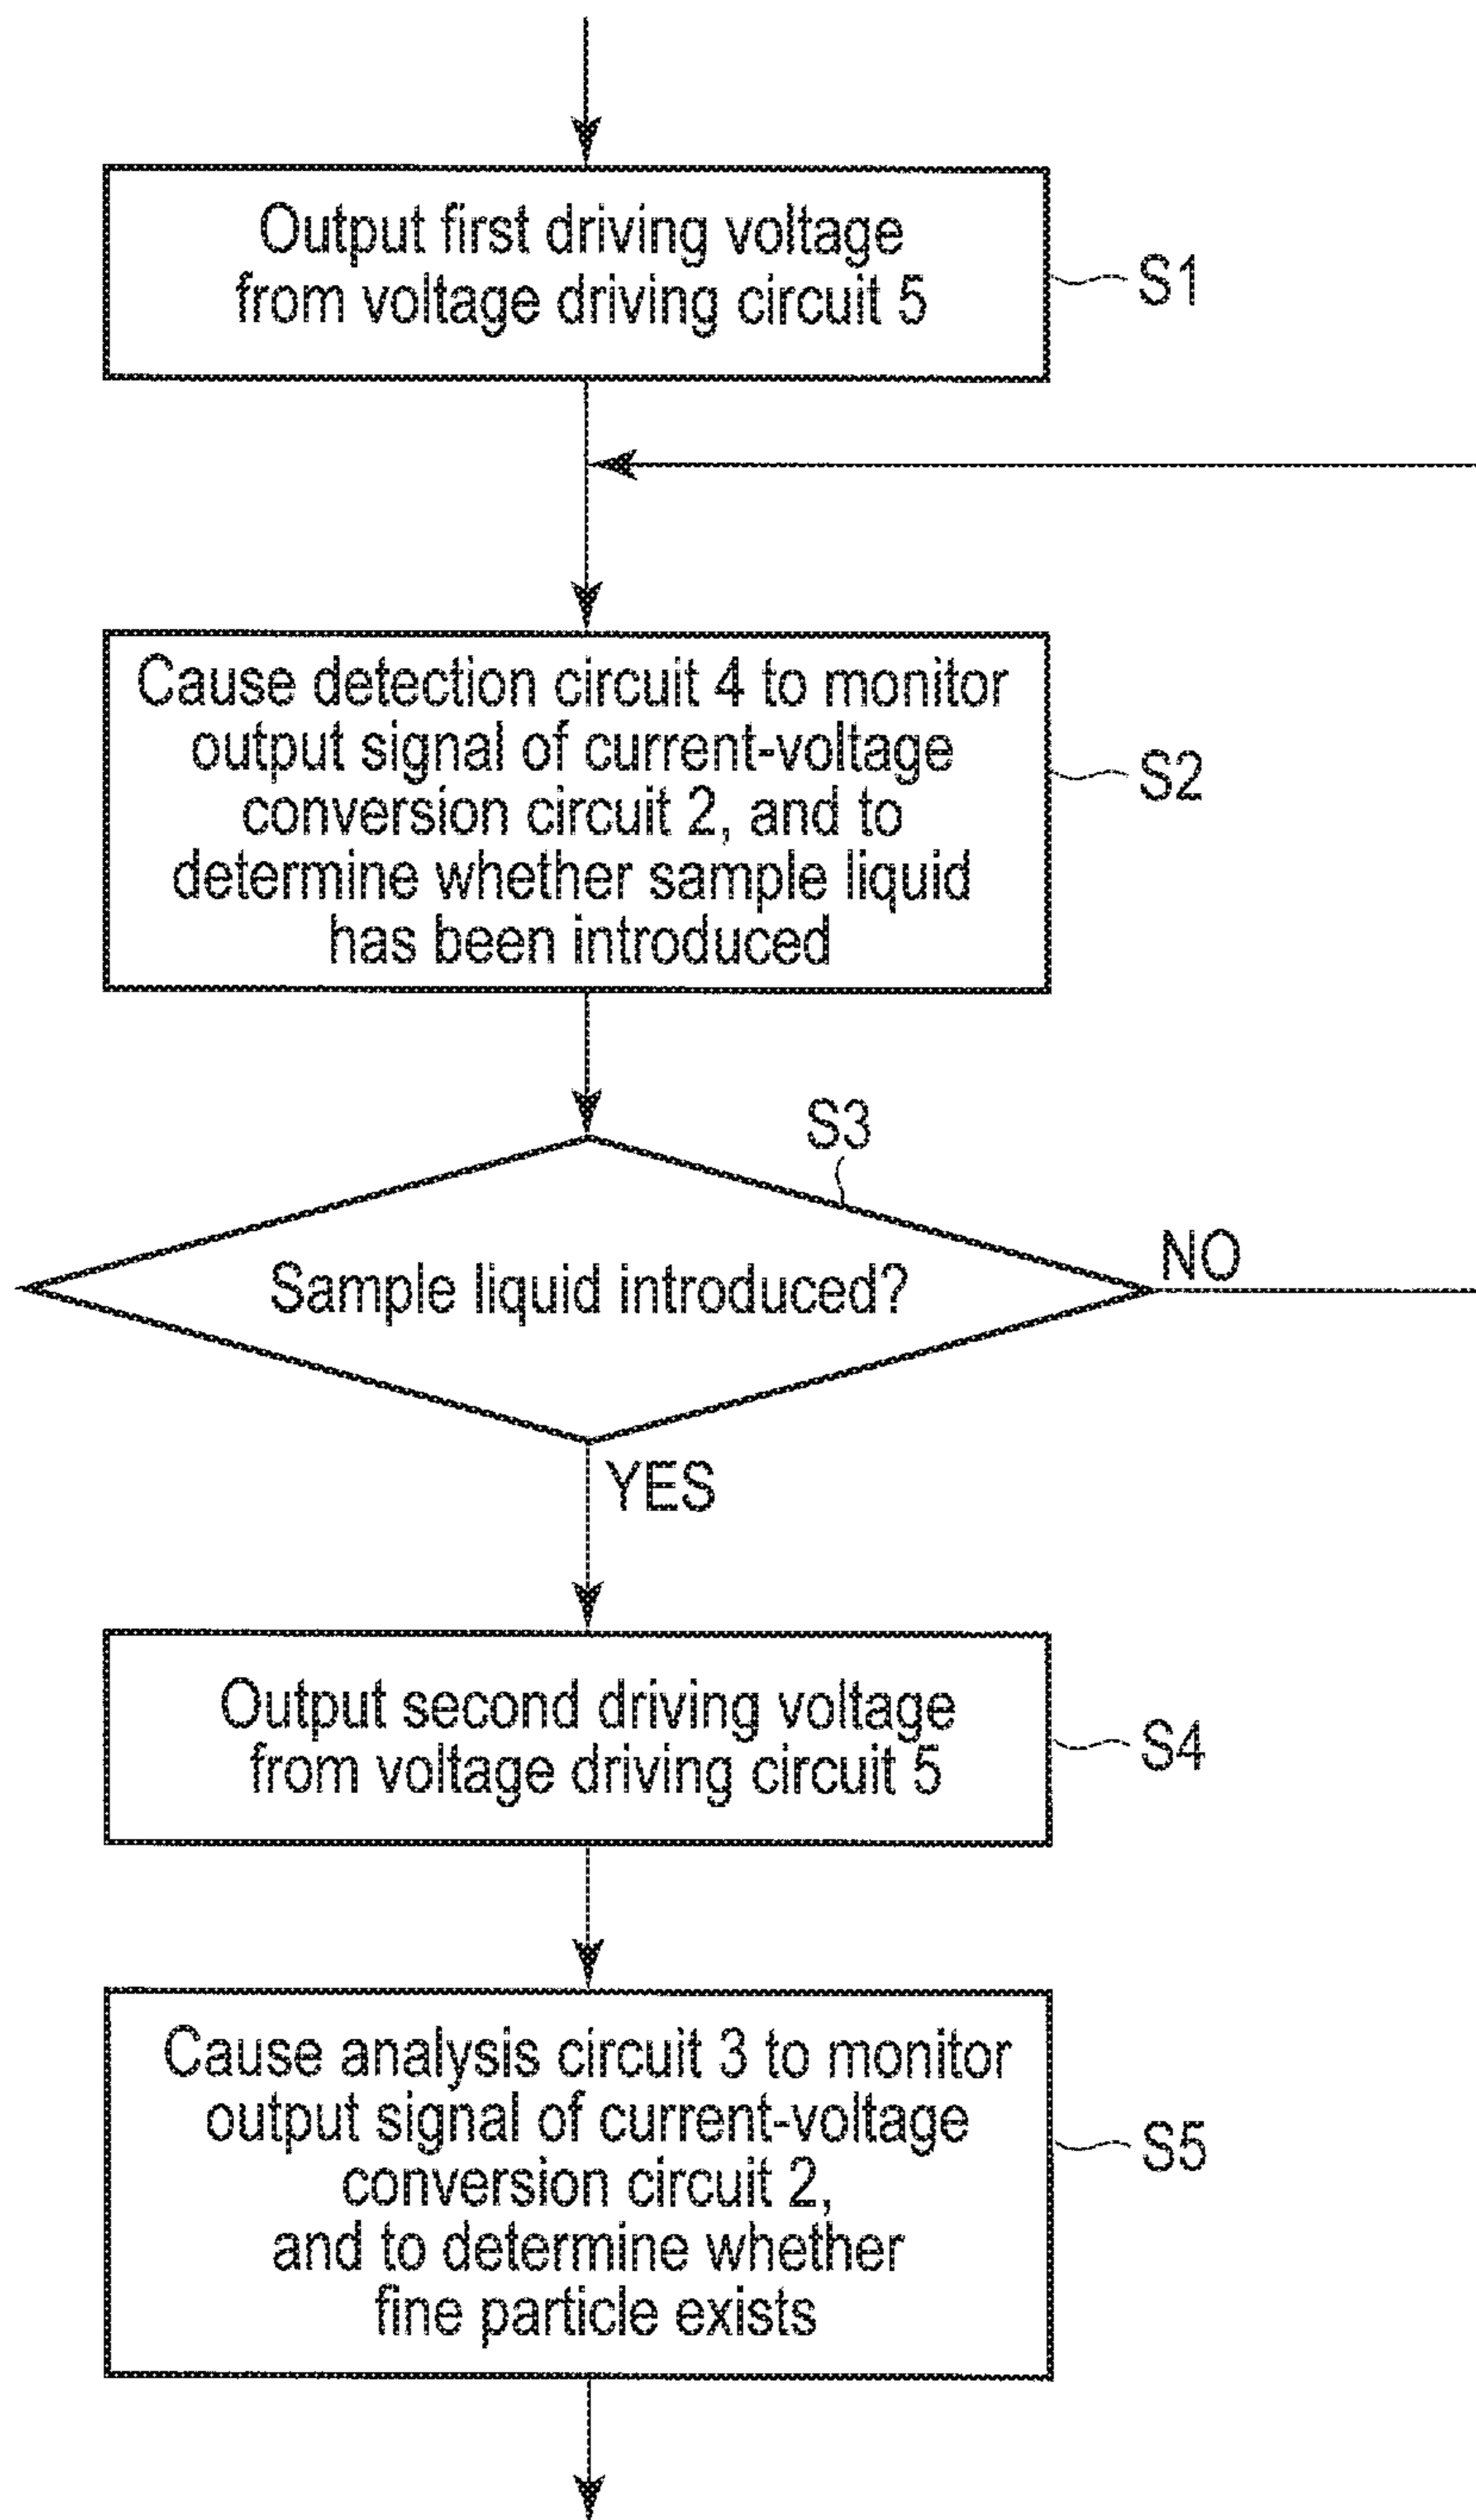 Output first driving voltage
from voltage driving circuit 5
S1
Cause detection circuit 4 to monitor
output signal of current-voltage
conversion circuit 2, and to
determine whether sample liquid
has been introduced
S2
S3
Sample liquid introduced?
NO
YES
Output second driving voltage
from voltage driving circuit 5
S4
Cause analysis circuit 3 to monitor
output signal of current-voltage
conversion circuit 2,
and to determine whether
fine particle exists
S5